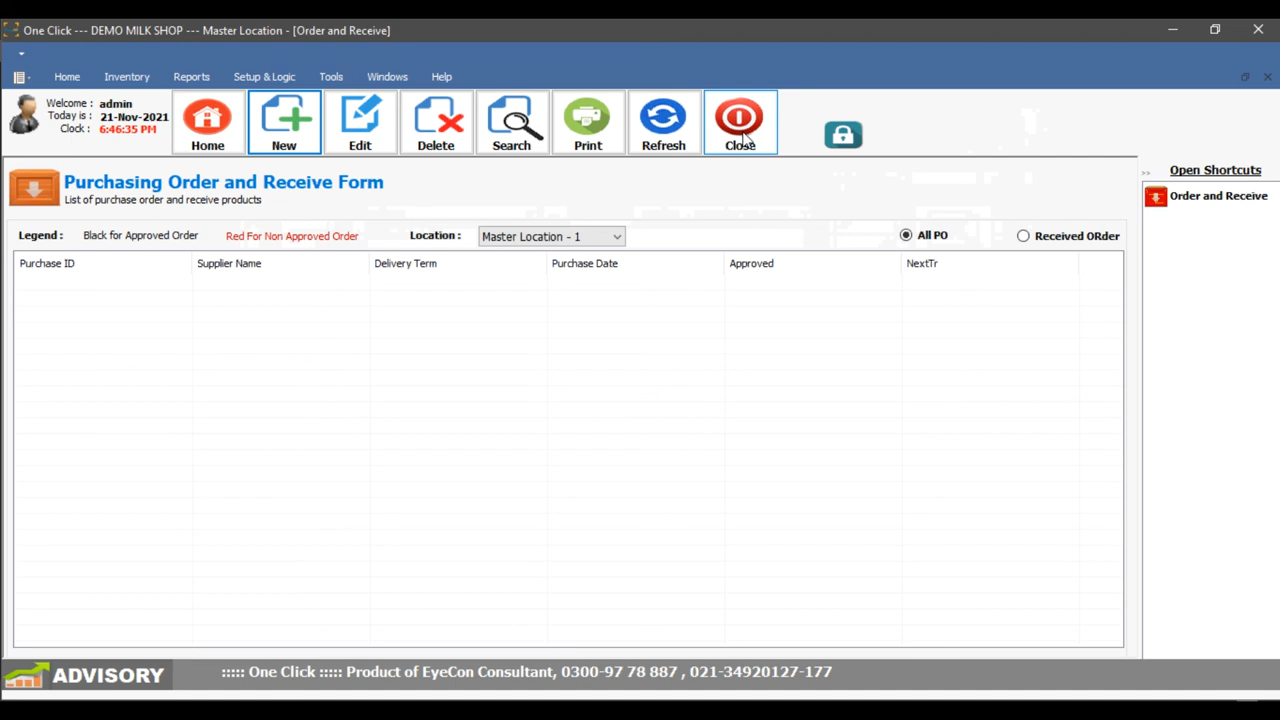 One Click --- DEMO MILK SHOP --- Master Location - [Order and Receive]
Home Inventory Reports Setup & Logic Tools Windows Help
Welcome : admin
Today is : 21-Nov-2021
Clock : 6:46:35 PM
Home New Edit Delete Search Print Refresh Close
Purchasing Order and Receive Form
List of purchase order and receive products
>> Open Shortcuts
Order and Receive
Legend : Black for Approved Order Red For Non Approved Order Location : Master Location - 1 All PO Received ORder
Purchase ID Supplier Name Delivery Term Purchase Date Approved NextTr
ADVISORY
::::: One Click ::::: Product of EyeCon Consultant, 0300-97 78 887 , 021-34920127-177